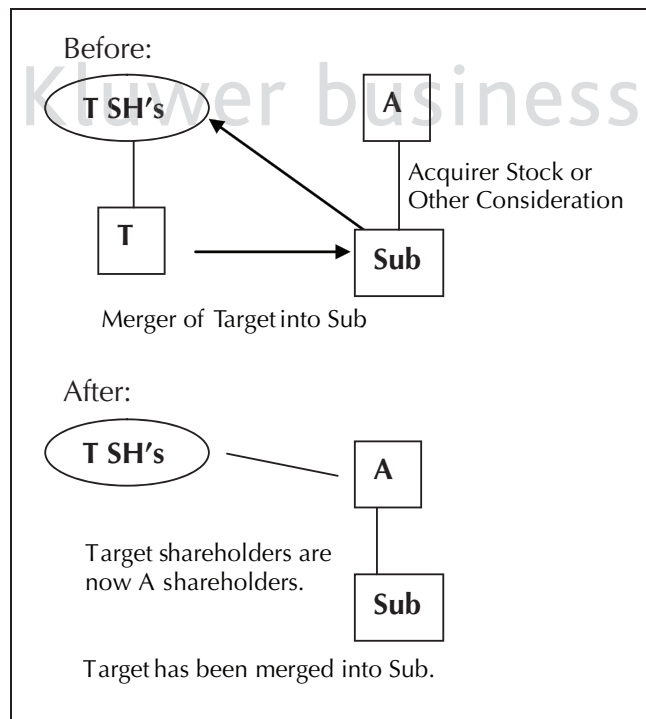 Before:
Kluwer business
T SH's
A
Acquirer Stock or
Other Consideration
T
Sub
Merger of Target into Sub
After:
T SH's
A
Target shareholders are
now A shareholders.
Sub
Target has been merged into Sub.